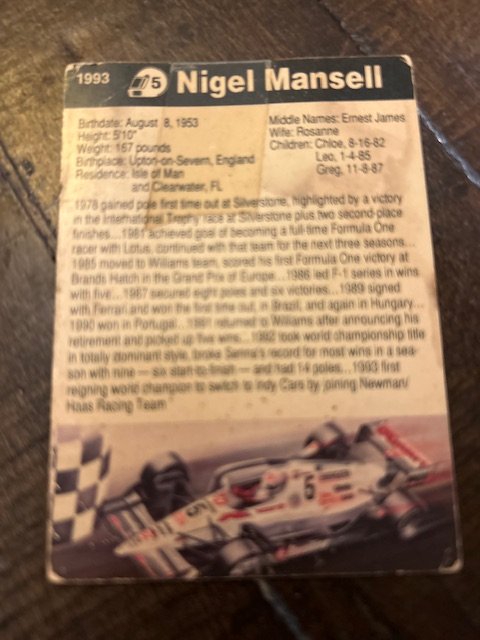 1993 5 Nigel Mansell
Birthdate: August 8, 1953
Height: 5'10"
Weight: 167 pounds
Birthplace: Upton-on-Severn, England
Residence: Isle of Man
and Clearwater, FL
Middle Names: Ernest James
Wife: Rosanne
Children: Chloe, 8-16-82
Leo, 1-4-85
Greg, 11-8-87
1978 gained pole first time out at Silverstone, highlighted by a victory
in the International Trophy race at Silverstone plus two second-place
finishes...1981 achieved goal of becoming a full-time Formula One
racer with Lotus, continued with that team for the next three seasons...
1985 moved to Williams team, scored his first Formula One victory at
Brands Hatch in the Grand Prix of Europe...1986 led F-1 series in wins
with five...1987 secured eight poles and six victories...1989 signed
with Ferrari and won the first time out, in Brazil, and again in Hungary...
1990 won in Portugal...1991 returned to Williams after announcing his
retirement and picked up five wins...1992 took world championship title
in totally dominant style, broke Senna's record for most wins in a sea-
son with nine — six start-to-finish — and had 14 poles...1993 first
reigning world champion to switch to Indy Cars by joining Newman/
Haas Racing Team
5